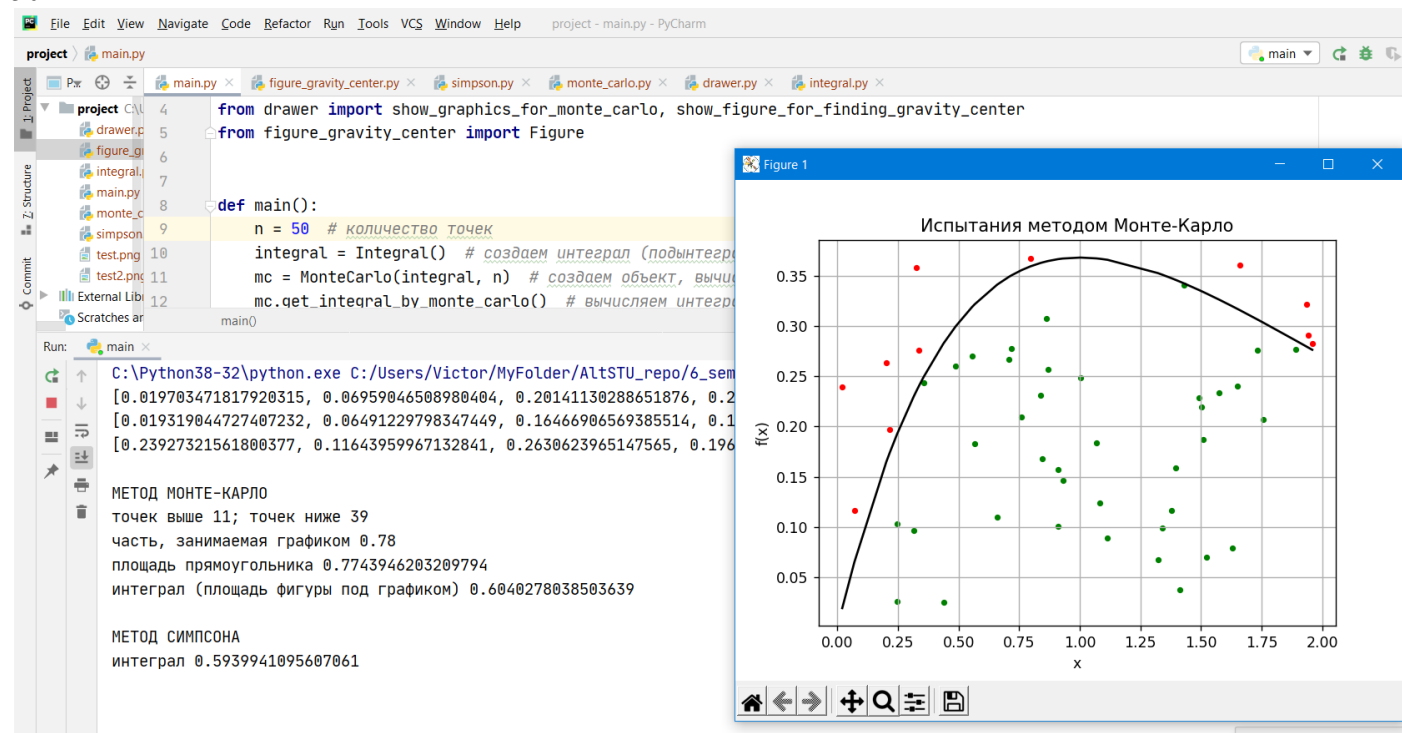 File Edit View Navigate Code Refactor Run Tools VCS Window Help project - main.py - PyCharm
project main.py main
main.py figure_gravity_center.py simpson.py monte_carlo.py drawer.py integral.py
1: Project
Z: Structure
Commit
project
drawer.p
figure_g
integral.
main.py
monte_c
simpson
test.png
test2.png
External Lib
Scratches ar
4 from drawer import show_graphics_for_monte_carlo, show_figure_for_finding_gravity_center
5 from figure_gravity_center import Figure
6
7
8 def main():
9 n = 50 # количество точек
10 integral = Integral() # создаем интеграл (подынтегр
11 mc = MonteCarlo(integral, n) # создаем объект, вычи
12 mc.get_integral_by_monte_carlo() # вычисляем интегр
main()
Run: main
C:\Python38-32\python.exe C:/Users/Victor/MyFolder/AltSTU_repo/6_sem
[0.019703471817920315, 0.06959046508980404, 0.20141130288651876, 0.2
[0.019319044727407232, 0.06491229798347449, 0.16466906569385514, 0.1
[0.23927321561800377, 0.11643959967132841, 0.2630623965147565, 0.196
МЕТОД МОНТЕ-КАРЛО
точек выше 11; точек ниже 39
часть, занимаемая графиком 0.78
площадь прямоугольника 0.7743946203209794
интеграл (площадь фигуры под графиком) 0.6040278038503639
МЕТОД СИМПСОНА
интеграл 0.5939941095607061
Figure 1
Испытания методом Монте-Карло
0.35
0.30
0.25
0.20
0.15
0.10
0.05
f(x)
0.00 0.25 0.50 0.75 1.00 1.25 1.50 1.75 2.00
x